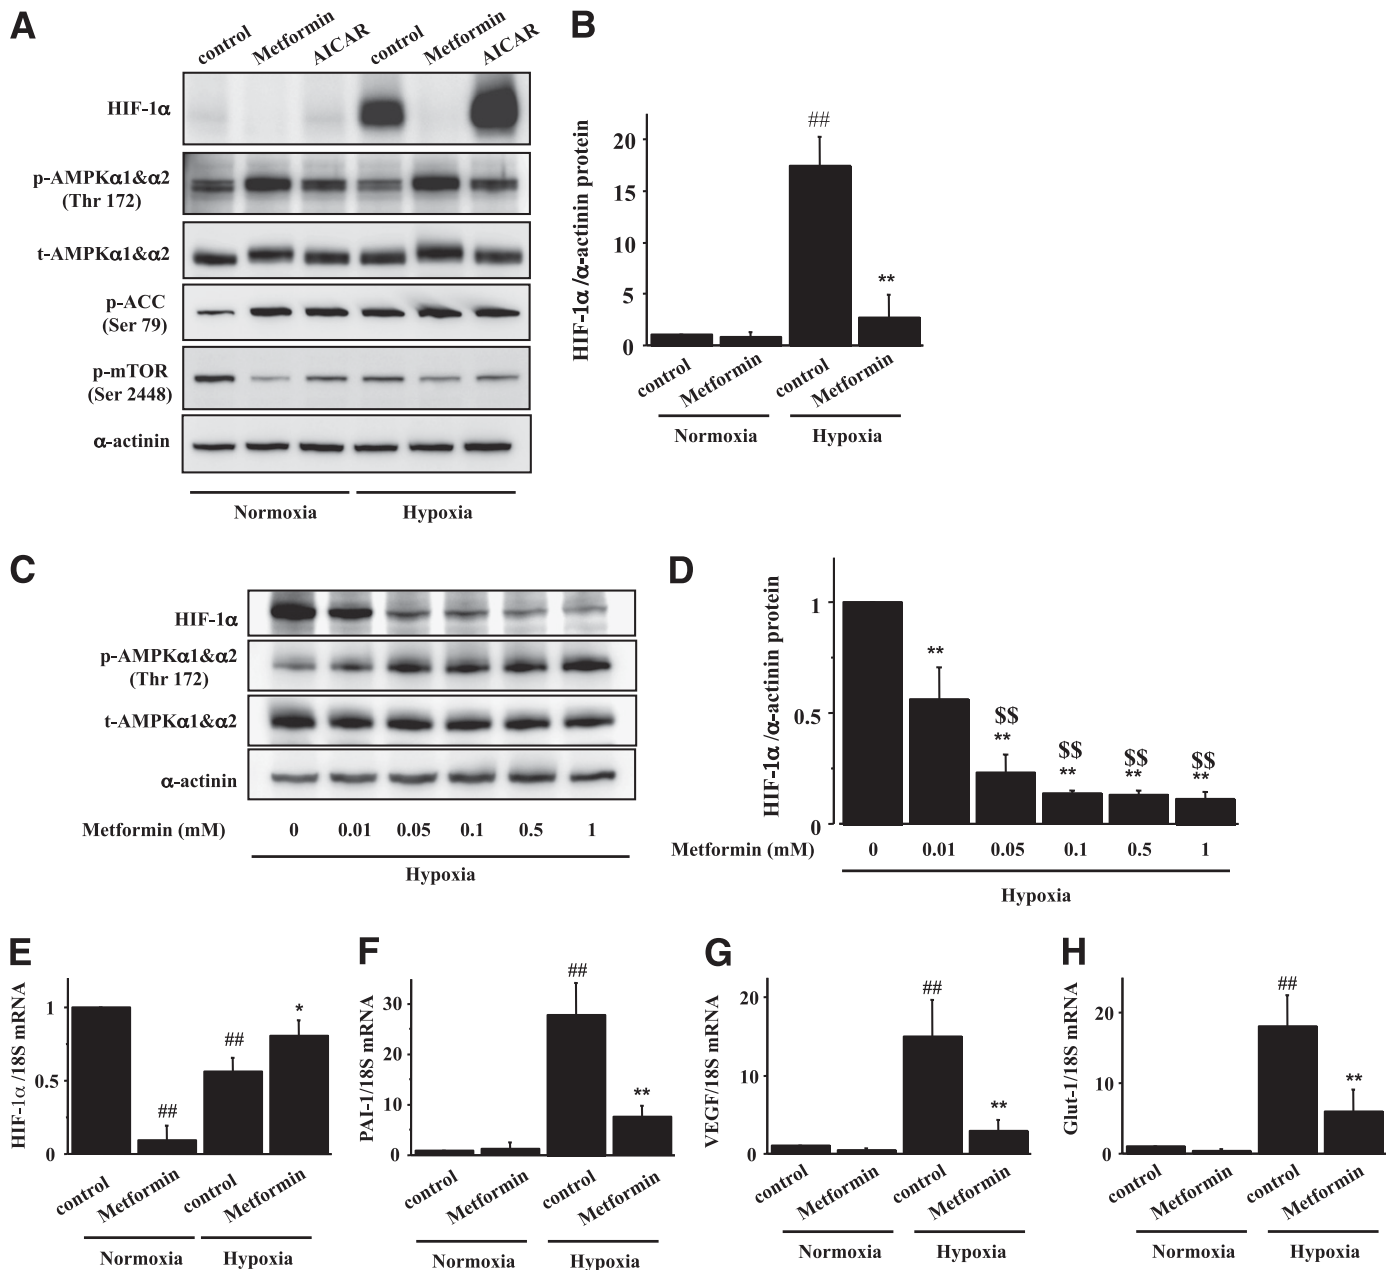 A
control Metformin AICAR control Metformin AICAR
HIF-1α
p-AMPKα1&α2
(Thr 172)
t-AMPKα1&α2
p-ACC
(Ser 79)
p-mTOR
(Ser 2448)
α-actinin
Normoxia Hypoxia
B
HIF-1α/α-actinin protein
20
15
10
5
0
##
**
control Metformin control Metformin
Normoxia Hypoxia
C
HIF-1α
p-AMPKα1&α2
(Thr 172)
t-AMPKα1&α2
α-actinin
Metformin (mM) 0 0.01 0.05 0.1 0.5 1
Hypoxia
D
HIF-1α/α-actinin protein
1
0.5
0
**
$$
**
$$
**
$$
**
$$
**
Metformin (mM) 0 0.01 0.05 0.1 0.5 1
Hypoxia
E
HIF-1α/18S mRNA
1
0.5
0
##
##
*
control Metformin control Metformin
Normoxia Hypoxia
F
PAI-1/18S mRNA
30
20
10
0
##
**
control Metformin control Metformin
Normoxia Hypoxia
G
VEGF/18S mRNA
20
10
0
##
**
control Metformin control Metformin
Normoxia Hypoxia
H
Glut-1/18S mRNA
20
10
0
##
**
control Metformin control Metformin
Normoxia Hypoxia